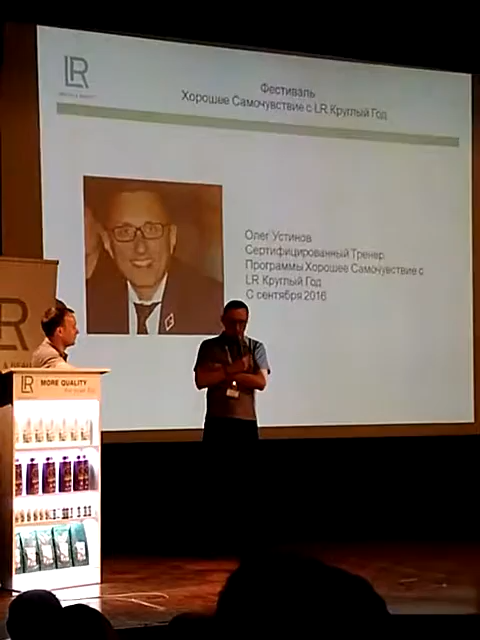 LR
Фестиваль
Хорошее Самочувствие с LR Круглый Год
Олег Устинов
Сертифицированный Тренер
Программы Хорошее Самочувствие с
LR Круглый Год
С сентября 2016
R
LR
MORE QUALITY